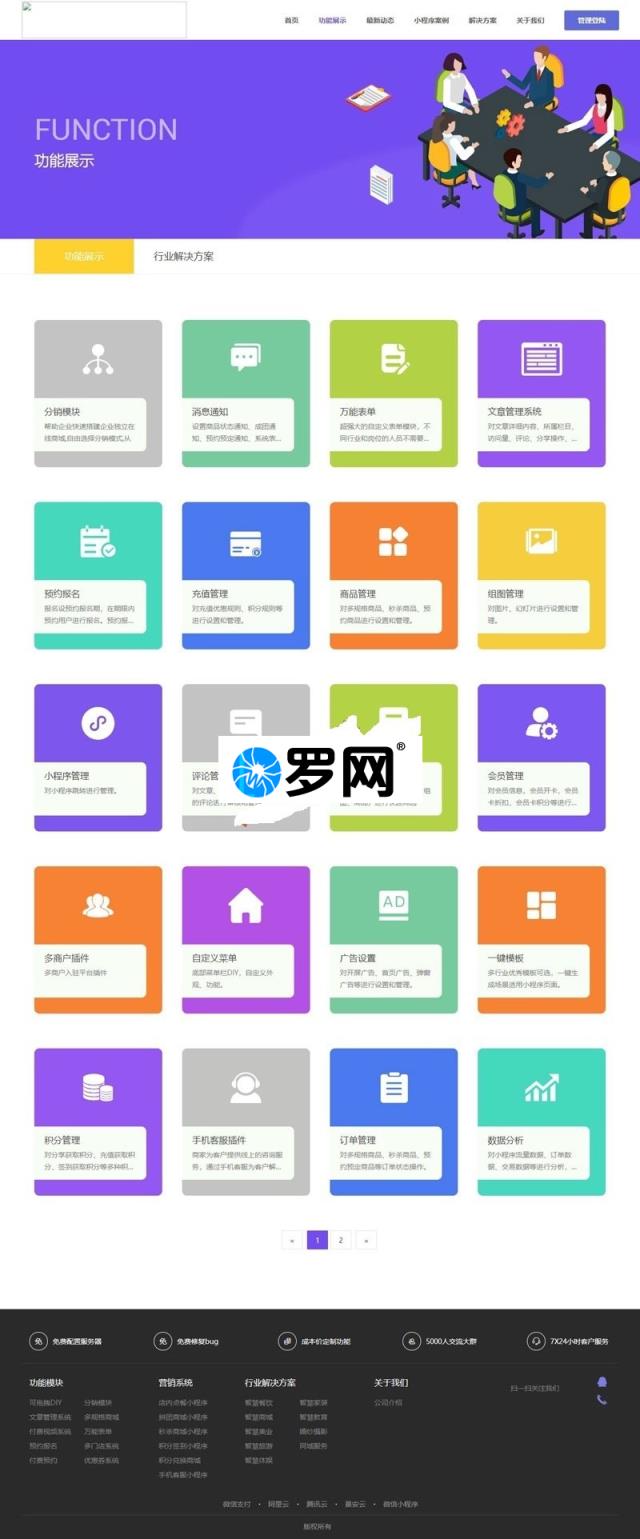 首页 功能展示 最新动态 小程序案例 解决方案 关于我们 管理登陆
FUNCTION
功能展示
功能展示 行业解决方案
分销模块
帮助企业快速搭建企业独立在
线商城,自由选择分销模式,从
消息通知
设置商品状态通知、成团通
知、预约预定通知、系统表...
万能表单
超强大的自定义表单模块，不
同行业和岗位的人员不需要...
文章管理系统
对文章详细内容、所属栏目、
访问量、评论、分享操作、...
预约报名
报名设预约报名期，在期限内
预约用户进行报名。预约报...
充值管理
对充值优惠规则、积分规则等
进行设置和管理。
商品管理
对多规格商品、秒杀商品、预
约商品进行设置和管理。
组图管理
对图片、幻灯片进行设置和管
理。
小程序管理
对小程序跳转进行管理。
评论管
对文章、
的评论
罗网®
会员管理
对会员信息、会员开卡、会员
卡折扣、会员卡积分等进行...
多商户插件
多商户入驻平台插件
自定义菜单
底部菜单栏DIY，自定义外
观、功能。
AD
广告设置
对开屏广告、首页广告、弹窗
广告等进行设置和管理。
一键模板
多行业优秀模板可选，一键生
成场景适用小程序页面。
积分管理
对分享获取积分、充值获取积
分、签到获取积分等多种积...
手机客服插件
商家为客户提供线上的咨询服
务，通过手机客服为客户解...
订单管理
对多规格商品、秒杀商品、预
约预定商品等订单状态操作。
数据分析
对小程序流量数据、订单数
据、交易数据等进行分析，...
« 1 2 »
免 免费配置服务器 免 免费修复bug 成本价定制功能 5000人交流大群 7X24小时客户服务
功能模块 营销系统 行业解决方案 关于我们
可拖拽DIY 分销模块 店内点餐小程序 智慧餐饮 智慧家装 公司介绍 扫一扫关注我们
文章管理系统 多规格商城 拼团商城小程序 智慧商城 智慧教育
付费视频系统 万能表单 秒杀商城小程序 智慧美业 婚纱摄影
预约报名 多门店系统 积分签到小程序 智慧旅游 同城服务
付费预约 优惠券系统 积分兑换商城 智慧体娱
手机客服小程序
微信支付 • 阿里云 • 腾讯云 • 景安云 • 微信小程序
版权所有